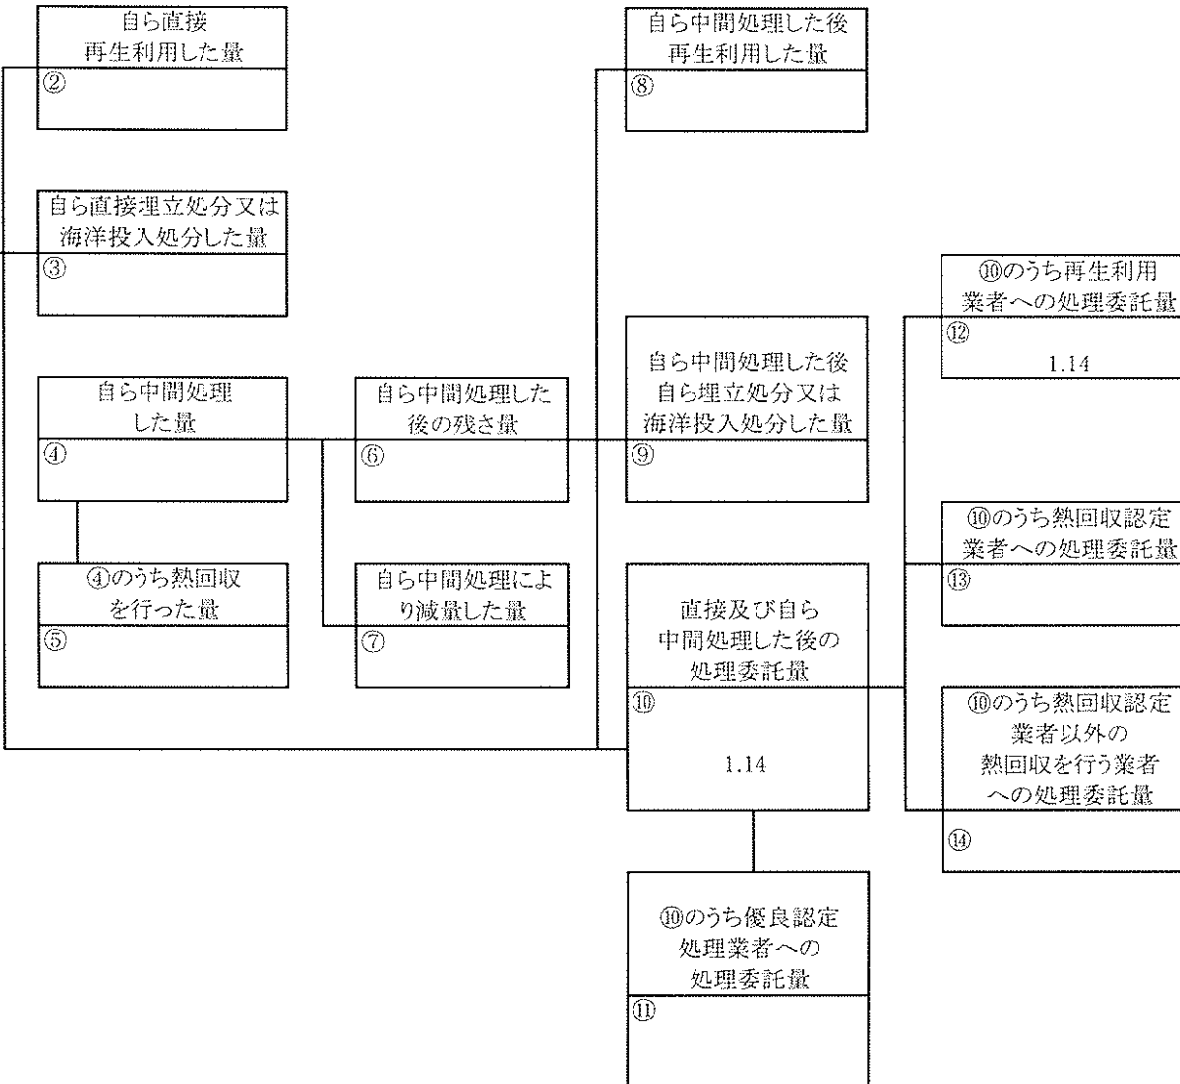 自ら直接
再生利用した量
②
自ら中間処理した後
再生利用した量
⑧
自ら直接埋立処分又は
海洋投入処分した量
③
⑩のうち再生利用
業者への処理委託量
⑫
1.14
自ら中間処理
した量
④
自ら中間処理した
後の残さ量
⑥
自ら中間処理した後
自ら埋立処分又は
海洋投入処分した量
⑨
⑩のうち熱回収認定
業者への処理委託量
⑬
④のうち熱回収
を行った量
⑤
自ら中間処理によ
り減量した量
⑦
直接及び自ら
中間処理した後の
処理委託量
⑩
1.14
⑩のうち熱回収認定
業者以外の
熱回収を行う業者
への処理委託量
⑭
⑩のうち優良認定
処理業者への
処理委託量
⑪